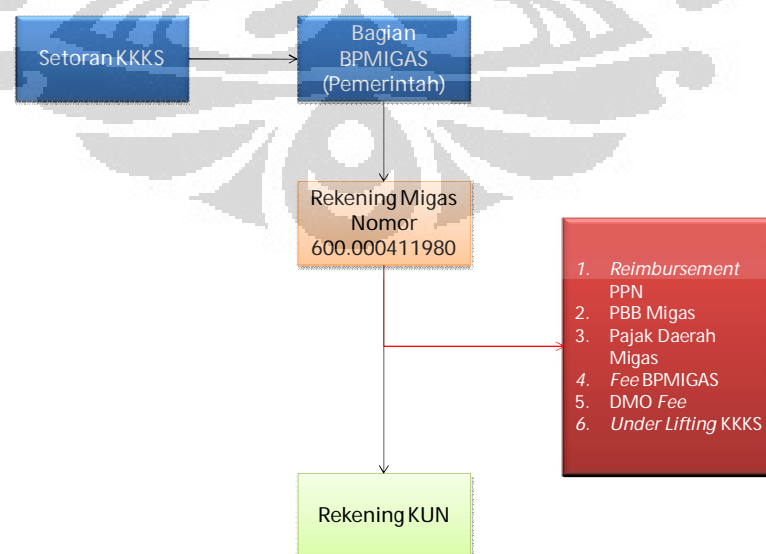 Setoran KKKS
Bagian
BPMIGAS
(Pemerintah)
Rekening Migas
Nomor
600.000411980
1. Reimbursement
PPN
2. PBB Migas
3. Pajak Daerah
Migas
4. Fee BPMIGAS
5. DMO Fee
6. Under Lifting KKKS
Rekening KUN